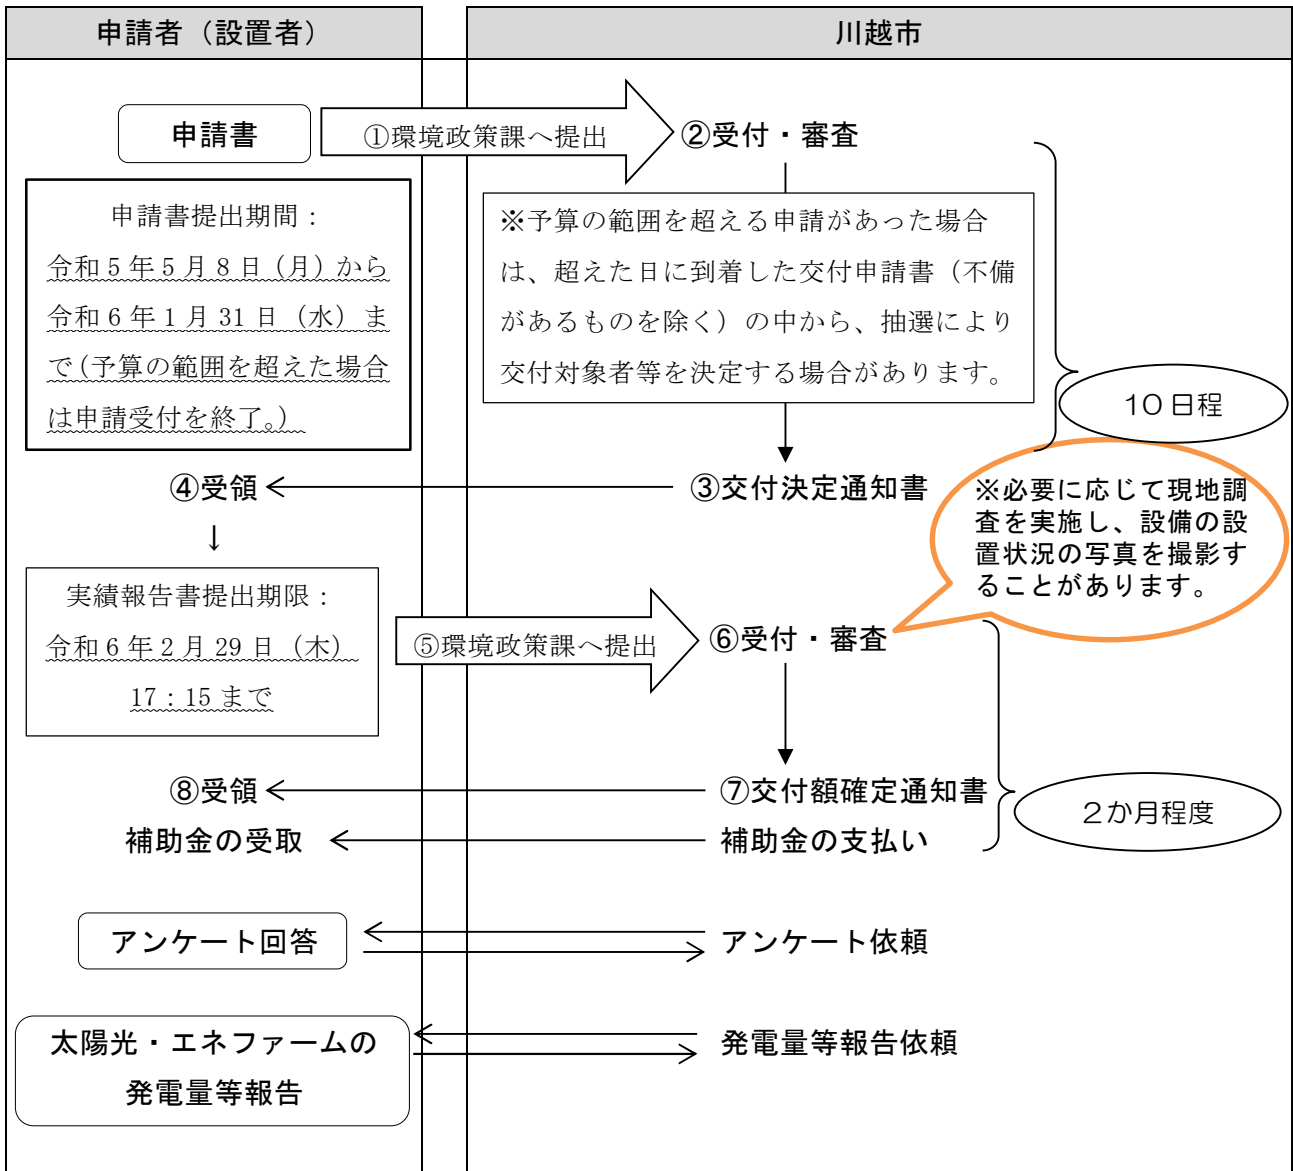 申請者（設置者）
川越市
申請書
①環境政策課へ提出
②受付・審査
申請書提出期間：
令和5年5月8日（月）から
令和6年1月31日（水）ま
で(予算の範囲を超えた場合
は申請受付を終了。)
※予算の範囲を超える申請があった場合
は、超えた日に到着した交付申請書（不備
があるものを除く）の中から、抽選により
交付対象者等を決定する場合があります。
10日程
④受領
③交付決定通知書
※必要に応じて現地調
査を実施し、設備の設
置状況の写真を撮影す
ることがあります。
↓
実績報告書提出期限：
令和6年2月29日（木）
17：15まで
⑤環境政策課へ提出
⑥受付・審査
⑧受領
⑦交付額確定通知書
2か月程度
補助金の受取
補助金の支払い
アンケート回答
アンケート依頼
太陽光・エネファームの
発電量等報告
発電量等報告依頼